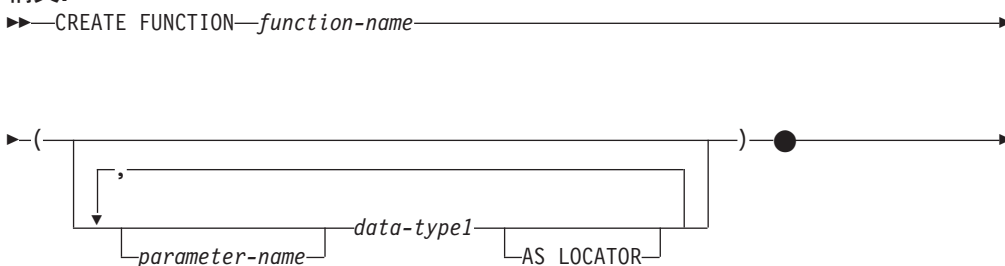 CREATE FUNCTION function-name
( ) 
,
data-type1
parameter-name AS LOCATOR